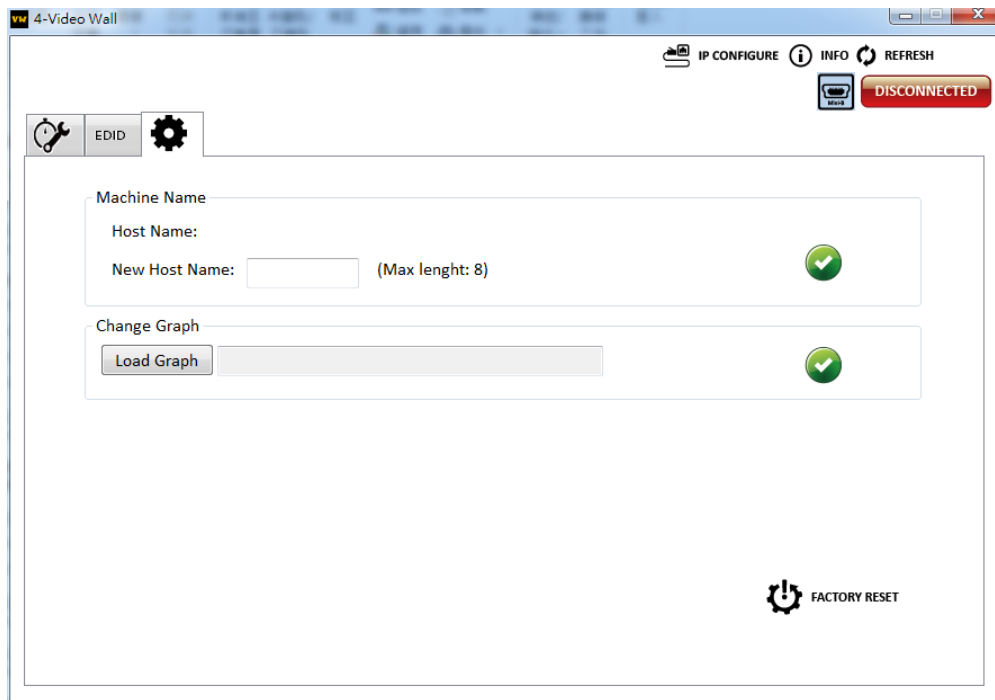 VW 4-Video Wall
IP CONFIGURE INFO REFRESH
Mini-B DISCONNECTED
EDID
Machine Name
Host Name:
New Host Name: (Max lenght: 8)
Change Graph
Load Graph
FACTORY RESET